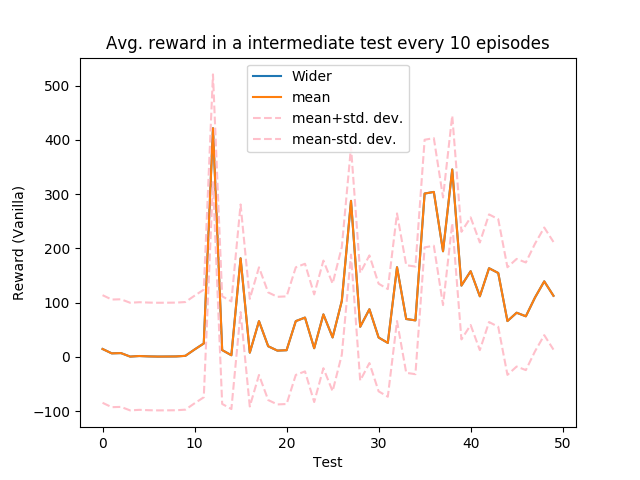 Avg. reward in a intermediate test every 10 episodes
Wider
mean
mean+std. dev.
mean-std. dev.
Reward (Vanilla)
500
400
300
200
100
0
−100
0 10 20 30 40 50
Test